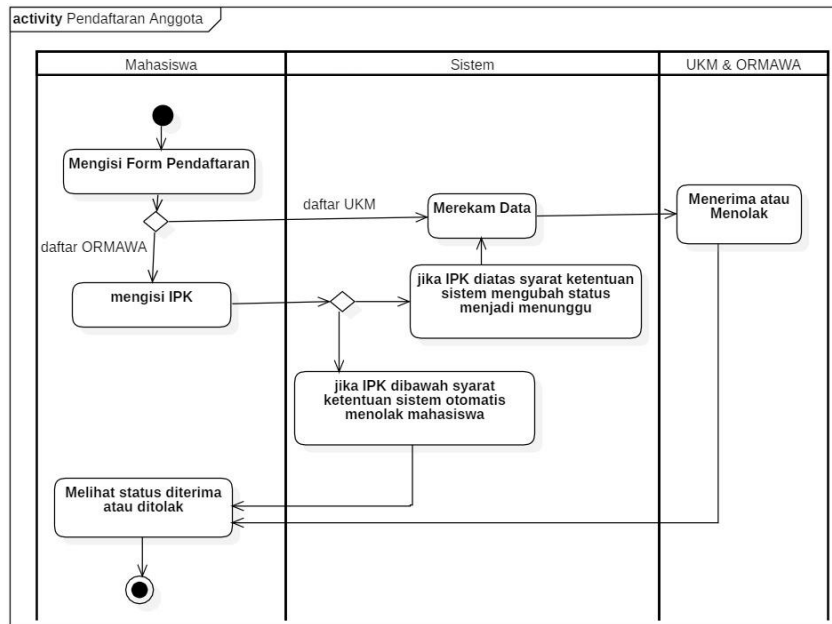 activity Pendaftaran Anggota
Mahasiswa
Sistem
UKM & ORMAWA
Mengisi Form Pendaftaran
daftar UKM
Merekam Data
Menerima atau
Menolak
daftar ORMAWA
mengisi IPK
jika IPK diatas syarat ketentuan
sistem mengubah status
menjadi menunggu
jika IPK dibawah syarat
ketentuan sistem otomatis
menolak mahasiswa
Melihat status diterima
atau ditolak